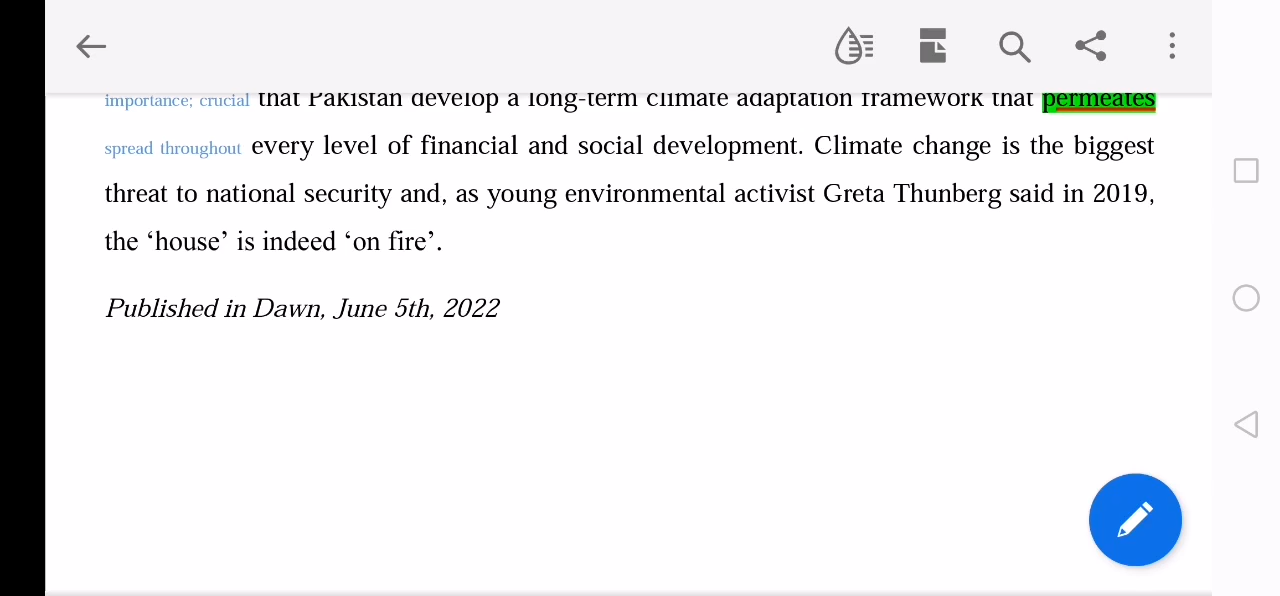 importance; crucial that Pakistan develop a long-term climate adaptation framework that permeates
spread throughout every level of financial and social development. Climate change is the biggest
threat to national security and, as young environmental activist Greta Thunberg said in 2019,
the ‘house’ is indeed ‘on fire’.
Published in Dawn, June 5th, 2022